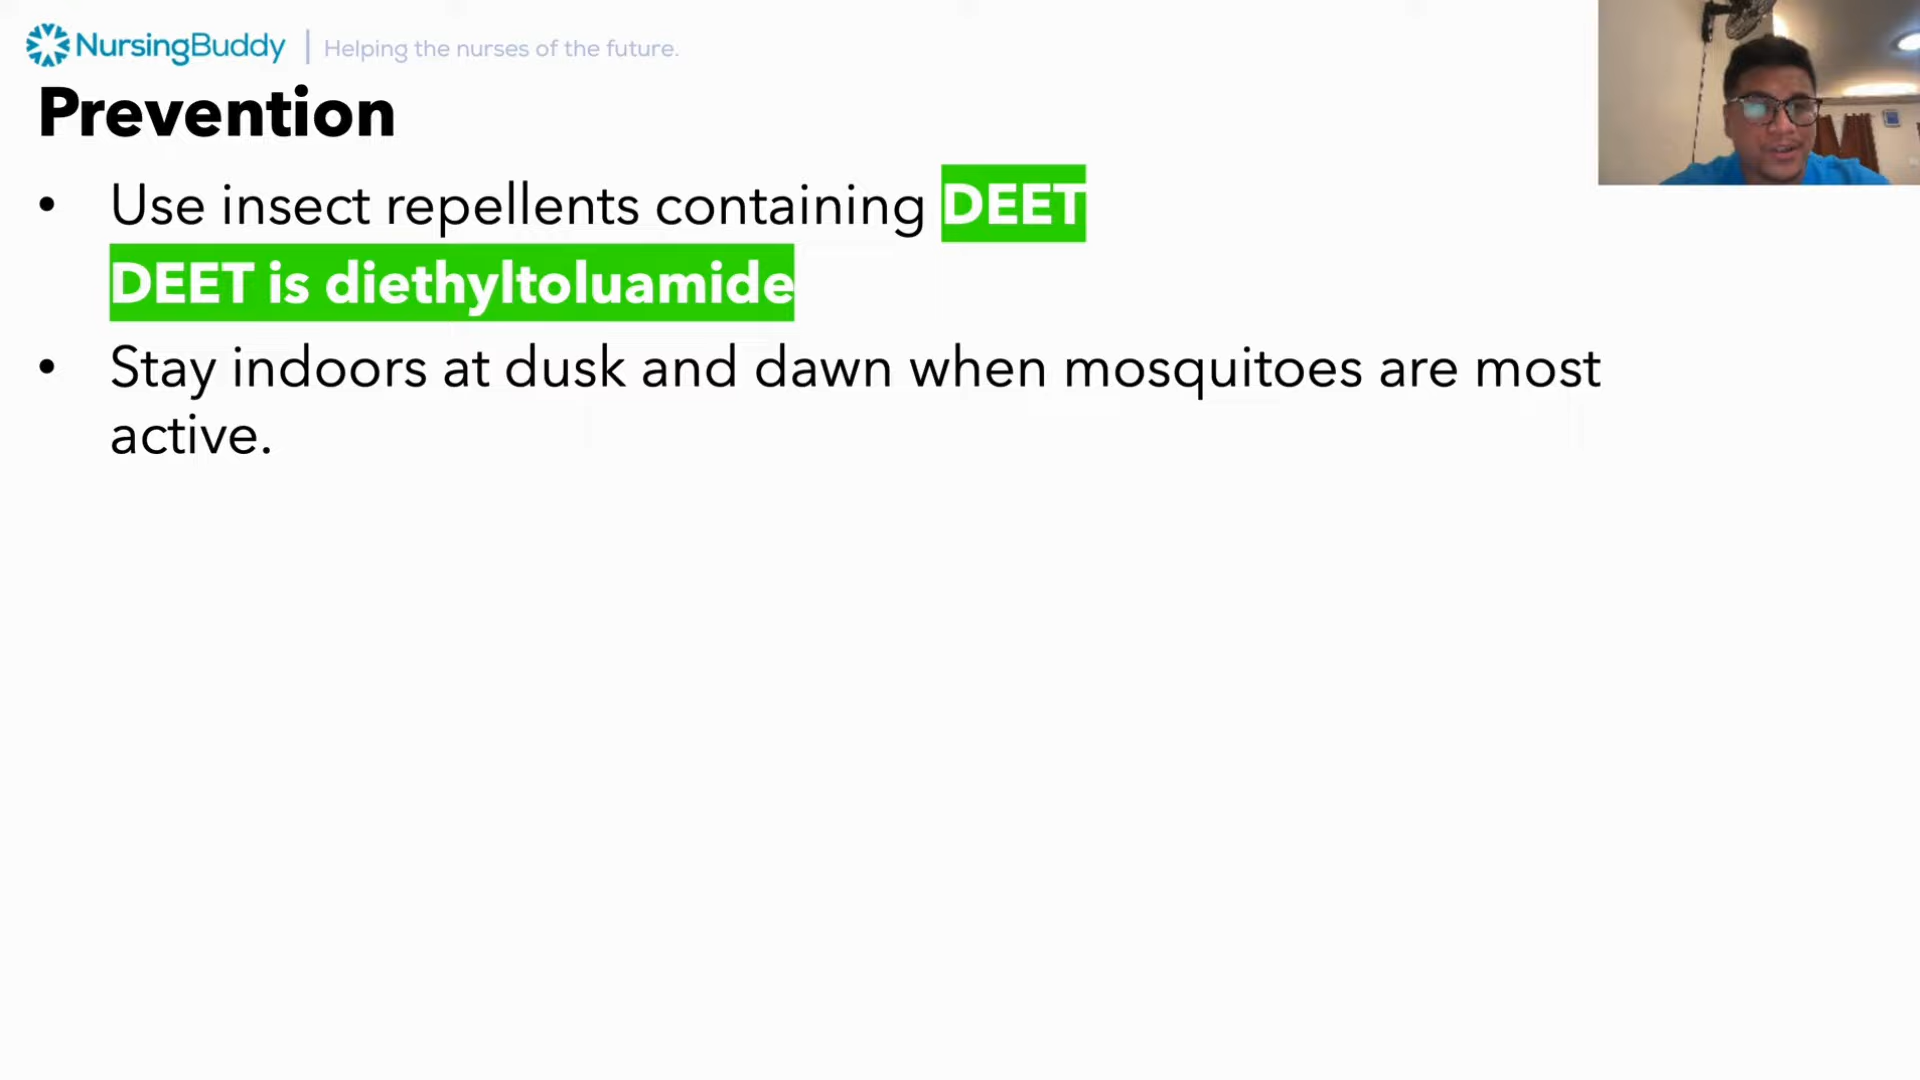 NursingBuddy | Helping the nurses of the future.
Prevention
• Use insect repellents containing DEET
DEET is diethyltoluamide
• Stay indoors at dusk and dawn when mosquitoes are most
active.